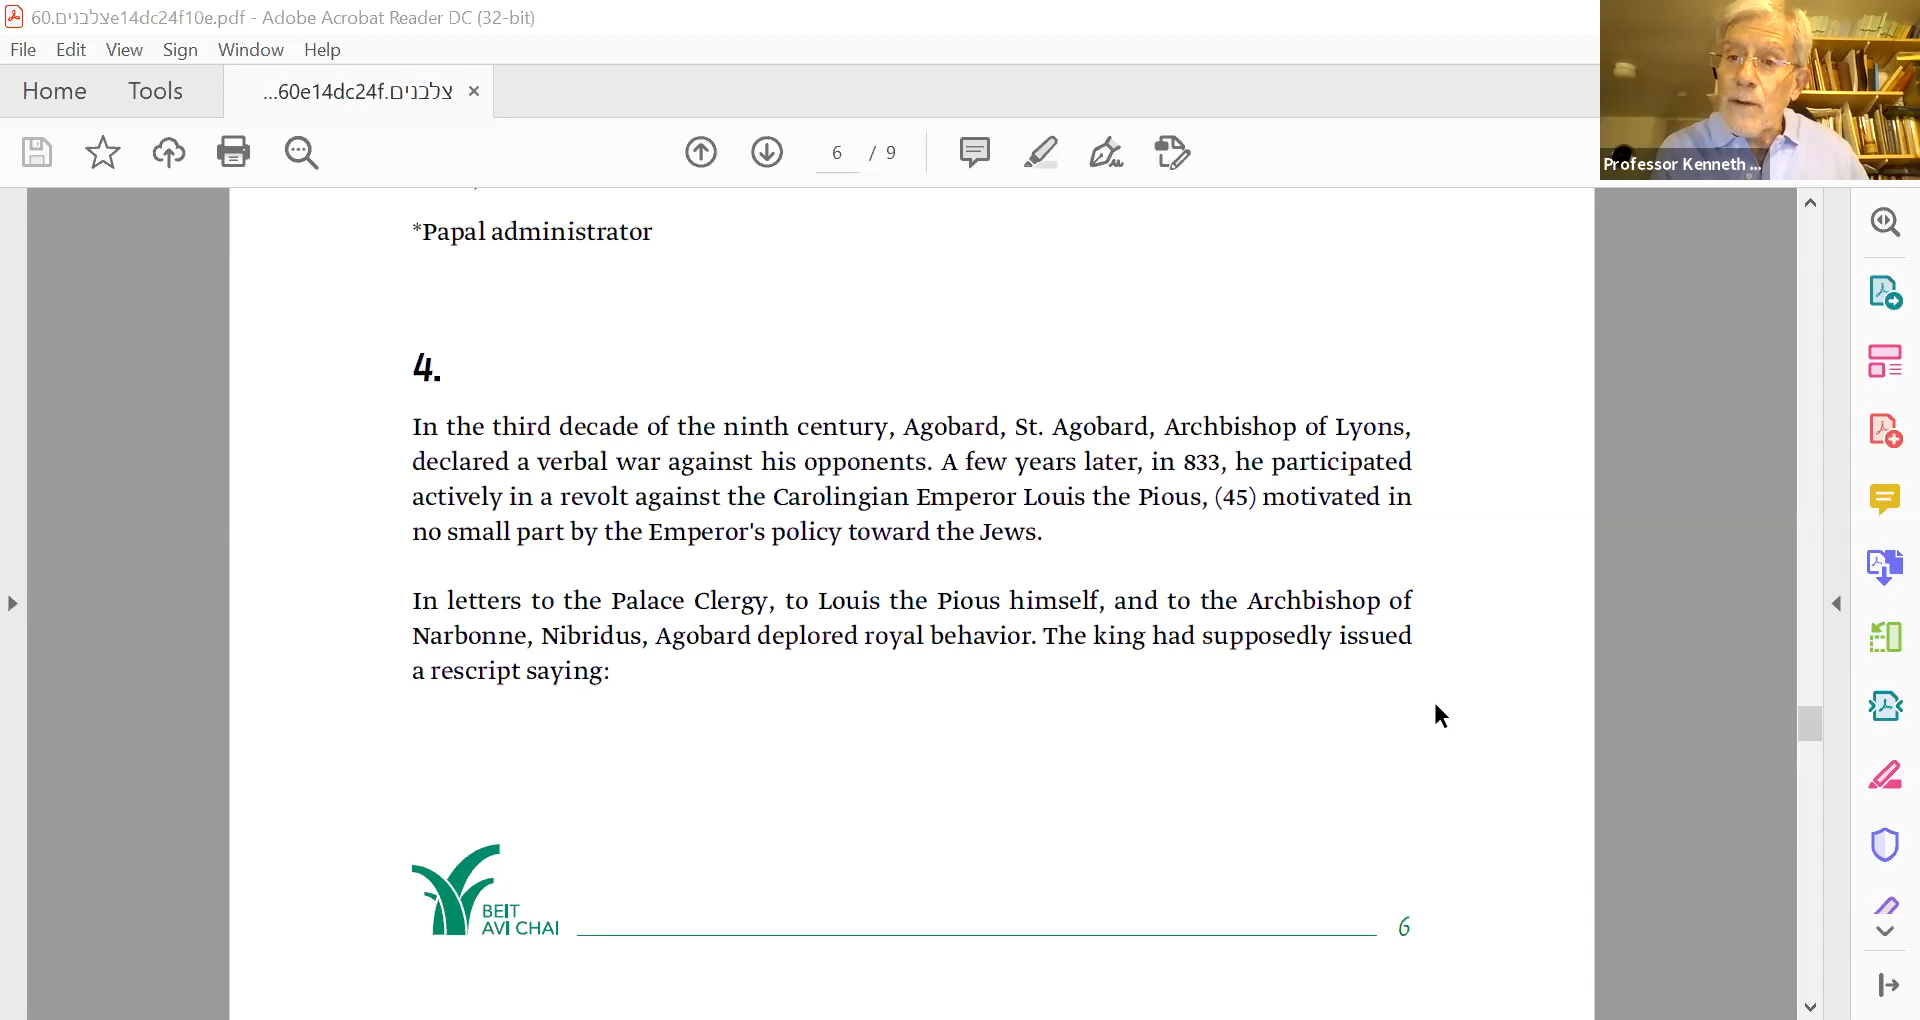 60.צלבניםe14dc24f10e.pdf - Adobe Acrobat Reader DC (32-bit)
File Edit View Sign Window Help
Home Tools ...60e14dc24f.צלבנים ×
6 / 9
Professor Kenneth ...
*Papal administrator
4.
In the third decade of the ninth century, Agobard, St. Agobard, Archbishop of Lyons,
declared a verbal war against his opponents. A few years later, in 833, he participated
actively in a revolt against the Carolingian Emperor Louis the Pious, (45) motivated in
no small part by the Emperor's policy toward the Jews.
In letters to the Palace Clergy, to Louis the Pious himself, and to the Archbishop of
Narbonne, Nibridus, Agobard deplored royal behavior. The king had supposedly issued
a rescript saying:
BEIT
AVI CHAI
6